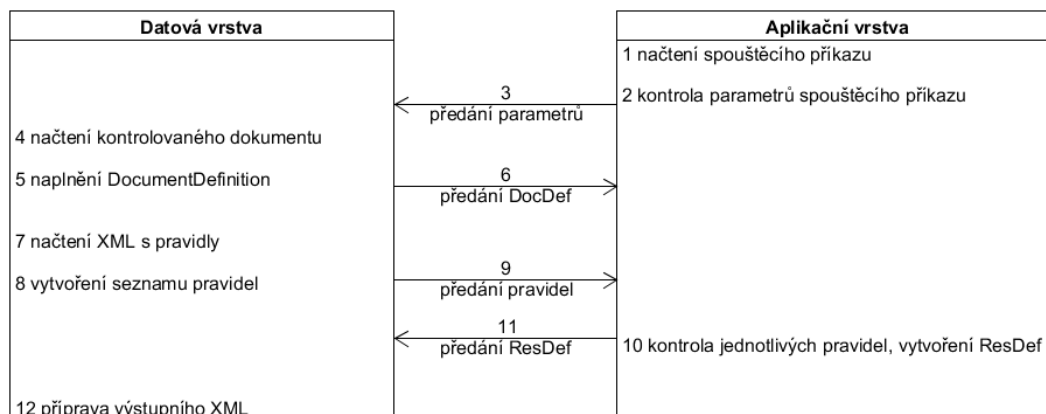 Datová vrstva
Aplikační vrstva
1 načtení spouštěcího příkazu
3
2 kontrola parametrů spouštěcího příkazu
předání parametrů
4 načtení kontrolovaného dokumentu
5 naplnění DocumentDefinition
6
předání DocDef
7 načtení XML s pravidly
8 vytvoření seznamu pravidel
9
předání pravidel
11
předání ResDef
10 kontrola jednotlivých pravidel, vytvoření ResDef
12 příprava výstupního XML